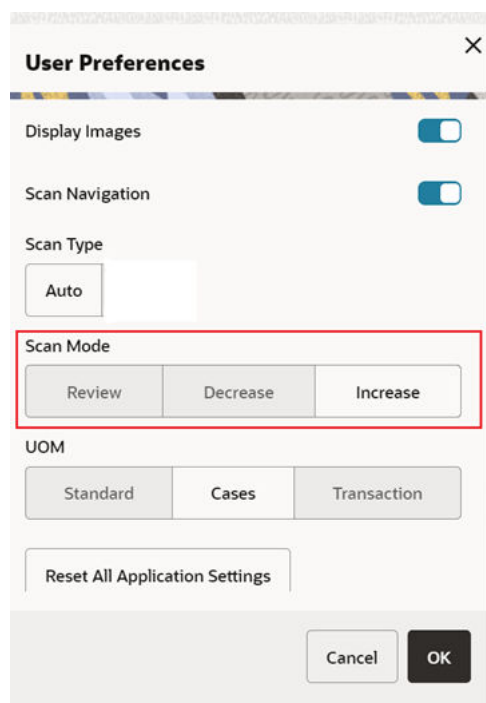 User Preferences
Display Images
Scan Navigation
Scan Type
Auto
Scan Mode
Review Decrease Increase
UOM
Standard Cases Transaction
Reset All Application Settings
Cancel OK